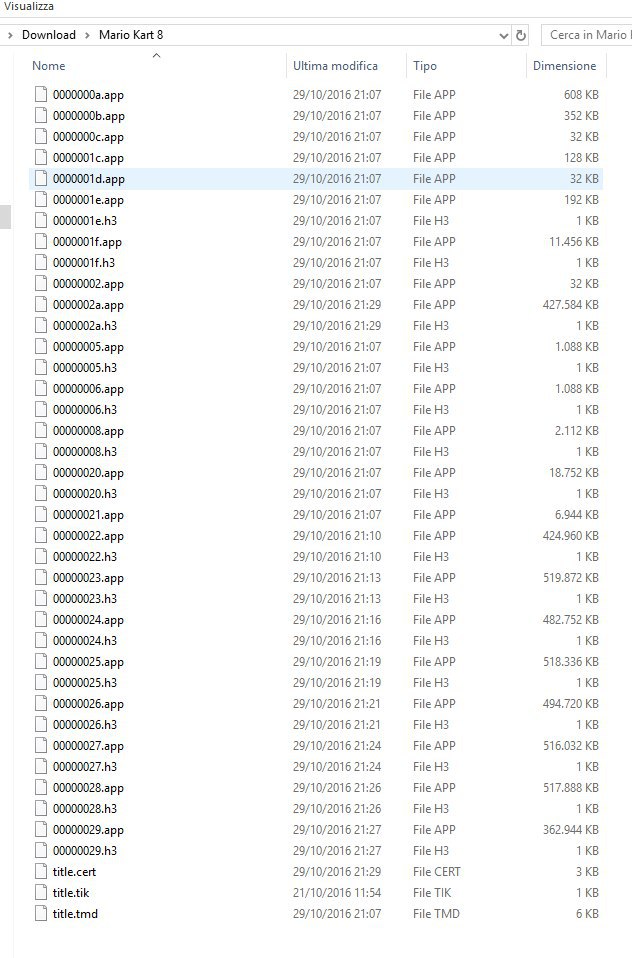 Visualizza
Download Mario Kart 8 Cerca in Mario
Nome Ultima modifica Tipo Dimensione
0000000a.app 29/10/2016 21:07 File APP 608 KB
0000000b.app 29/10/2016 21:07 File APP 352 KB
0000000c.app 29/10/2016 21:07 File APP 32 KB
0000001c.app 29/10/2016 21:07 File APP 128 KB
0000001d.app 29/10/2016 21:07 File APP 32 KB
0000001e.app 29/10/2016 21:07 File APP 192 KB
0000001e.h3 29/10/2016 21:07 File H3 1 KB
0000001f.app 29/10/2016 21:07 File APP 11.456 KB
0000001f.h3 29/10/2016 21:07 File H3 1 KB
00000002.app 29/10/2016 21:07 File APP 32 KB
0000002a.app 29/10/2016 21:29 File APP 427.584 KB
0000002a.h3 29/10/2016 21:29 File H3 1 KB
00000005.app 29/10/2016 21:07 File APP 1.088 KB
00000005.h3 29/10/2016 21:07 File H3 1 KB
00000006.app 29/10/2016 21:07 File APP 1.088 KB
00000006.h3 29/10/2016 21:07 File H3 1 KB
00000008.app 29/10/2016 21:07 File APP 2.112 KB
00000008.h3 29/10/2016 21:07 File H3 1 KB
00000020.app 29/10/2016 21:07 File APP 18.752 KB
00000020.h3 29/10/2016 21:07 File H3 1 KB
00000021.app 29/10/2016 21:07 File APP 6.944 KB
00000022.app 29/10/2016 21:10 File APP 424.960 KB
00000022.h3 29/10/2016 21:10 File H3 1 KB
00000023.app 29/10/2016 21:13 File APP 519.872 KB
00000023.h3 29/10/2016 21:13 File H3 1 KB
00000024.app 29/10/2016 21:16 File APP 482.752 KB
00000024.h3 29/10/2016 21:16 File H3 1 KB
00000025.app 29/10/2016 21:19 File APP 518.336 KB
00000025.h3 29/10/2016 21:19 File H3 1 KB
00000026.app 29/10/2016 21:21 File APP 494.720 KB
00000026.h3 29/10/2016 21:21 File H3 1 KB
00000027.app 29/10/2016 21:24 File APP 516.032 KB
00000027.h3 29/10/2016 21:24 File H3 1 KB
00000028.app 29/10/2016 21:26 File APP 517.888 KB
00000028.h3 29/10/2016 21:26 File H3 1 KB
00000029.app 29/10/2016 21:27 File APP 362.944 KB
00000029.h3 29/10/2016 21:27 File H3 1 KB
title.cert 29/10/2016 21:29 File CERT 3 KB
title.tik 21/10/2016 11:54 File TIK 1 KB
title.tmd 29/10/2016 21:07 File TMD 6 KB